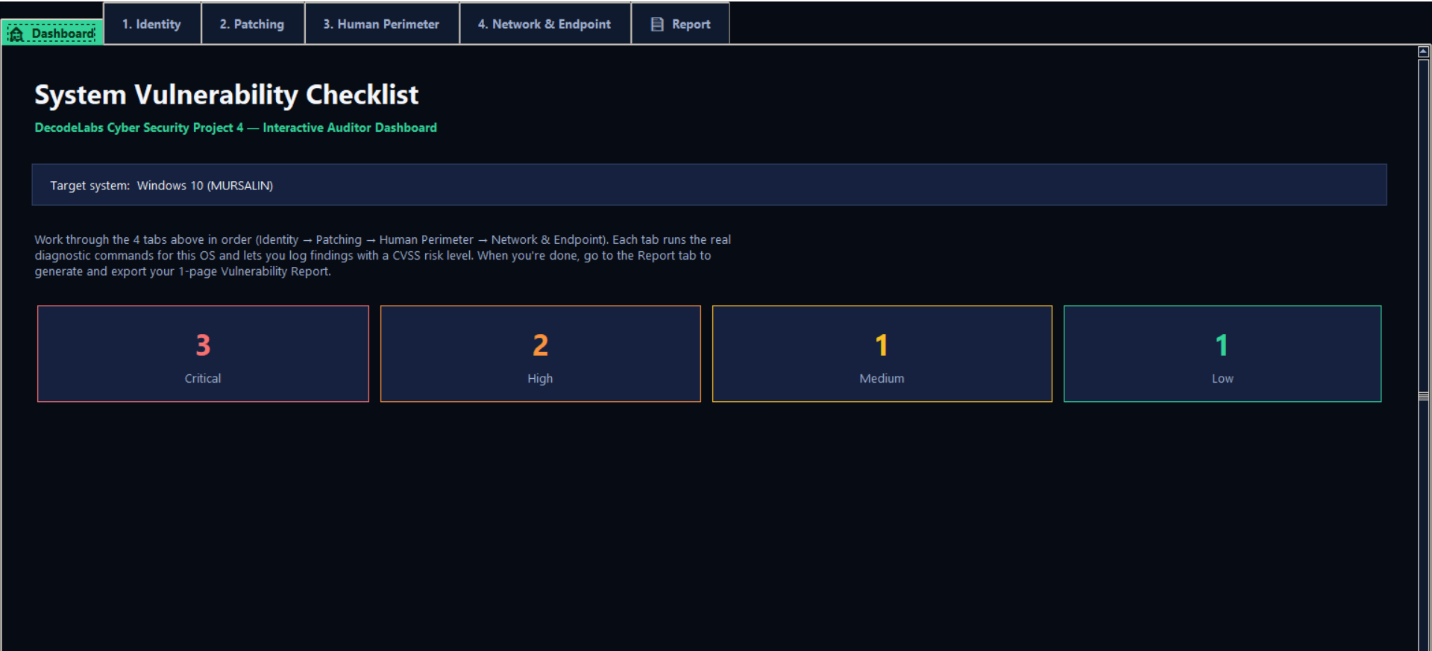 Dashboard 1. Identity 2. Patching 3. Human Perimeter 4. Network & Endpoint Report
System Vulnerability Checklist
DecodeLabs Cyber Security Project 4 — Interactive Auditor Dashboard
Target system: Windows 10 (MURSALIN)
Work through the 4 tabs above in order (Identity → Patching → Human Perimeter → Network & Endpoint). Each tab runs the real
diagnostic commands for this OS and lets you log findings with a CVSS risk level. When you're done, go to the Report tab to
generate and export your 1-page Vulnerability Report.
3 2 1 1
Critical High Medium Low